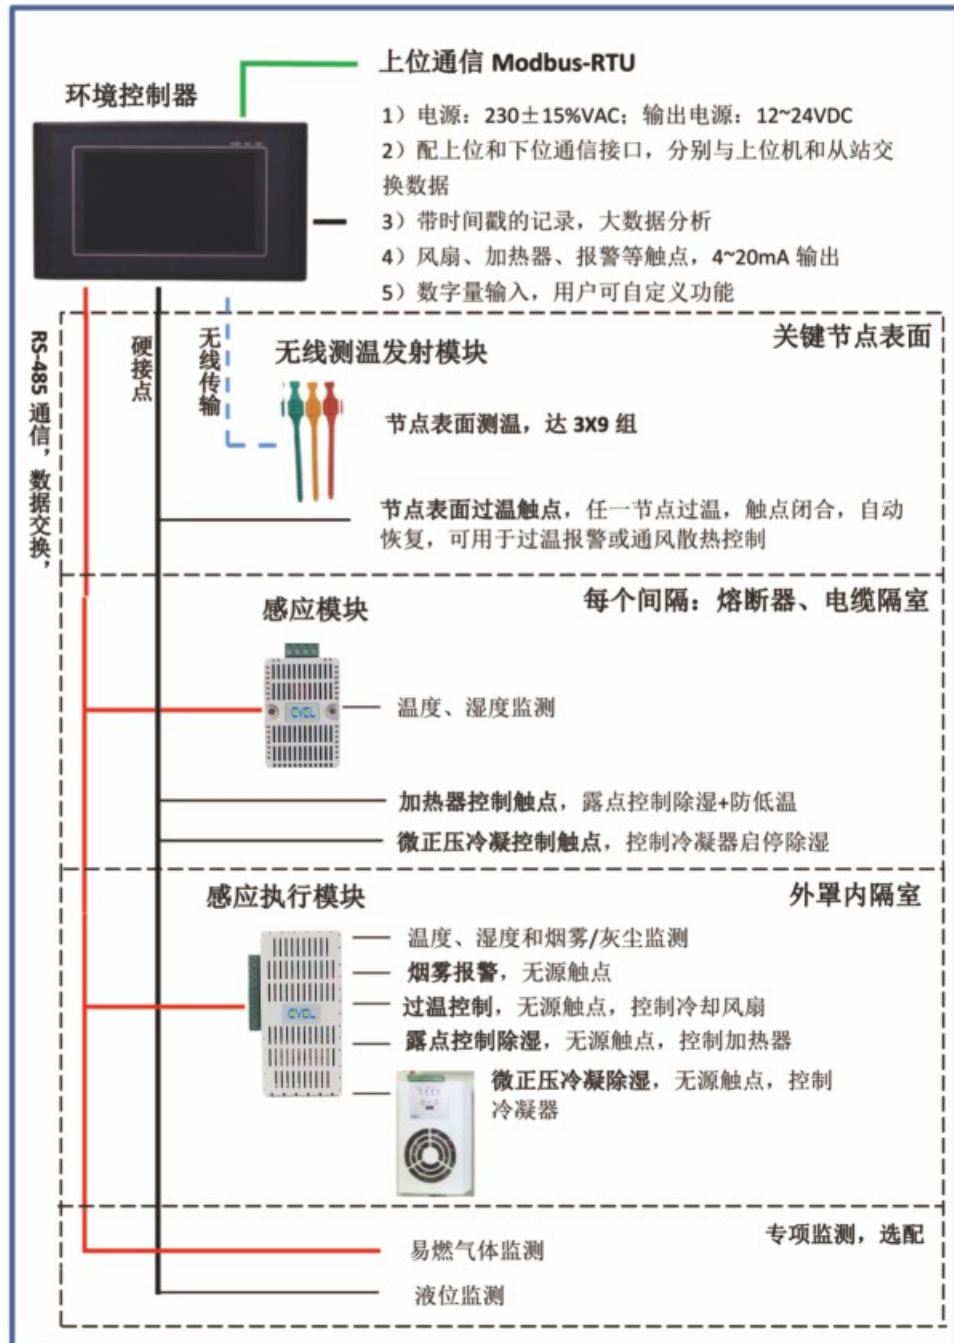 上位通信 Modbus-RTU
环境控制器
1）电源：230±15%VAC；输出电源：12~24VDC
2）配上位和下位通信接口，分别与上位机和从站交
换数据
3）带时间戳的记录，大数据分析
4）风扇、加热器、报警等触点，4~20mA 输出
5）数字量输入，用户可自定义功能
RS-485 通信，数据交换，
硬接点
无线传输
关键节点表面
无线测温发射模块
节点表面测温，达 3X9 组
节点表面过温触点，任一节点过温，触点闭合，自动
恢复，可用于过温报警或通风散热控制
每个间隔：熔断器、电缆隔室
感应模块
EVEL
温度、湿度监测
加热器控制触点，露点控制除湿+防低温
微正压冷凝控制触点，控制冷凝器启停除湿
外罩内隔室
感应执行模块
EVEL
温度、湿度和烟雾/灰尘监测
烟雾报警，无源触点
过温控制，无源触点，控制冷却风扇
露点控制除湿，无源触点，控制加热器
微正压冷凝除湿，无源触点，控制
冷凝器
专项监测，选配
易燃气体监测
液位监测